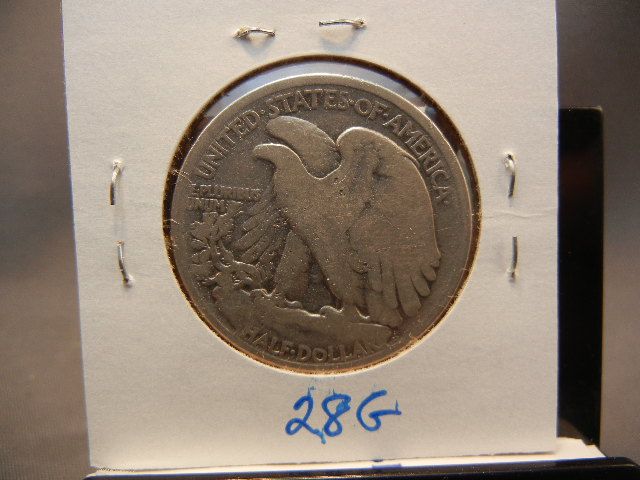 UNITED·STATES·OF·AMERICA
E PLURIBUS
UNUM
HALF·DOLLAR
28G